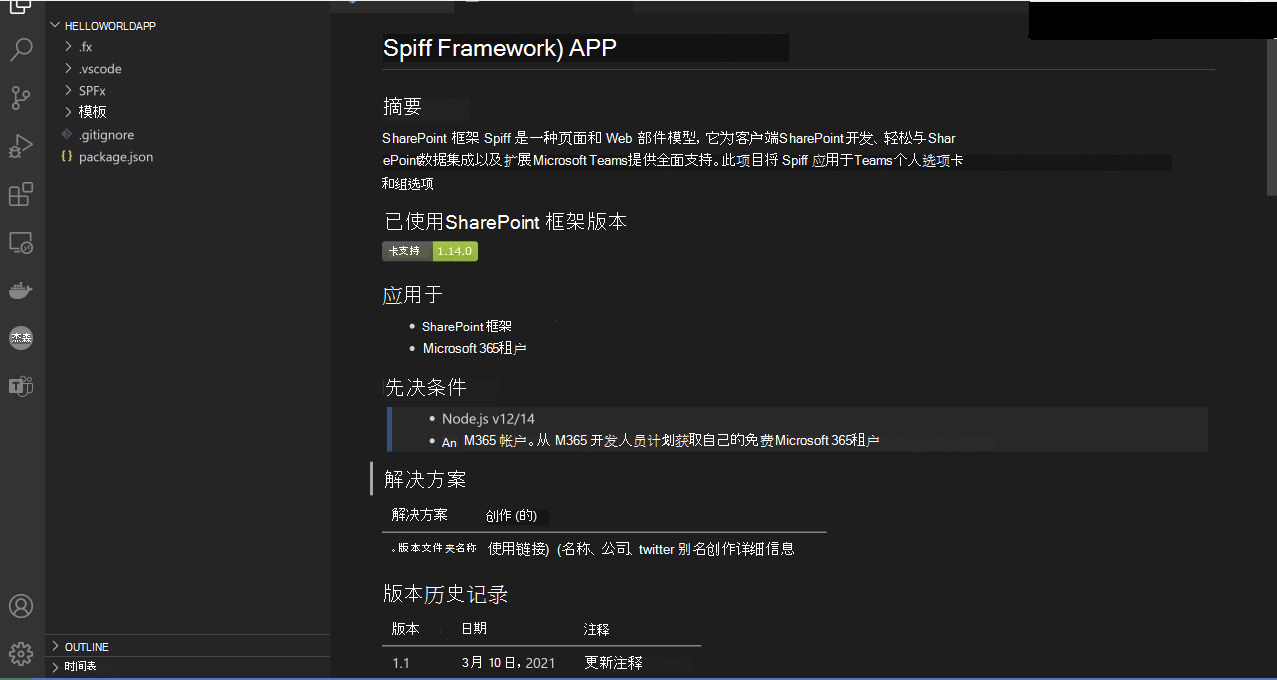 HELLOWORLDAPP
.fx
.vscode
SPFx
模板
.gitignore
{} package.json
杰森
T
OUTLINE
时间表
Spiff Framework) APP
摘要
SharePoint 框架 Spiff 是一种页面和 Web 部件模型, 它为客户端SharePoint开发、轻松与Shar
ePoint数据集成以及扩展Microsoft Teams提供全面支持。此项目将 Spiff 应用于Teams个人选项卡
和组选项
已使用SharePoint 框架版本
卡支持 1.14.0
应用于
• SharePoint 框架
• Microsoft 365租户
先决条件
• Node.js v12/14
• An M365 帐户。从 M365 开发人员计划获取自己的免费Microsoft 365租户
解决方案
解决方案 创作 (的)
。版本文件夹名称 使用链接) (名称、公司、twitter 别名创作详细信息
版本历史记录
版本 日期 注释
1.1 3月 10 日, 2021 更新注释